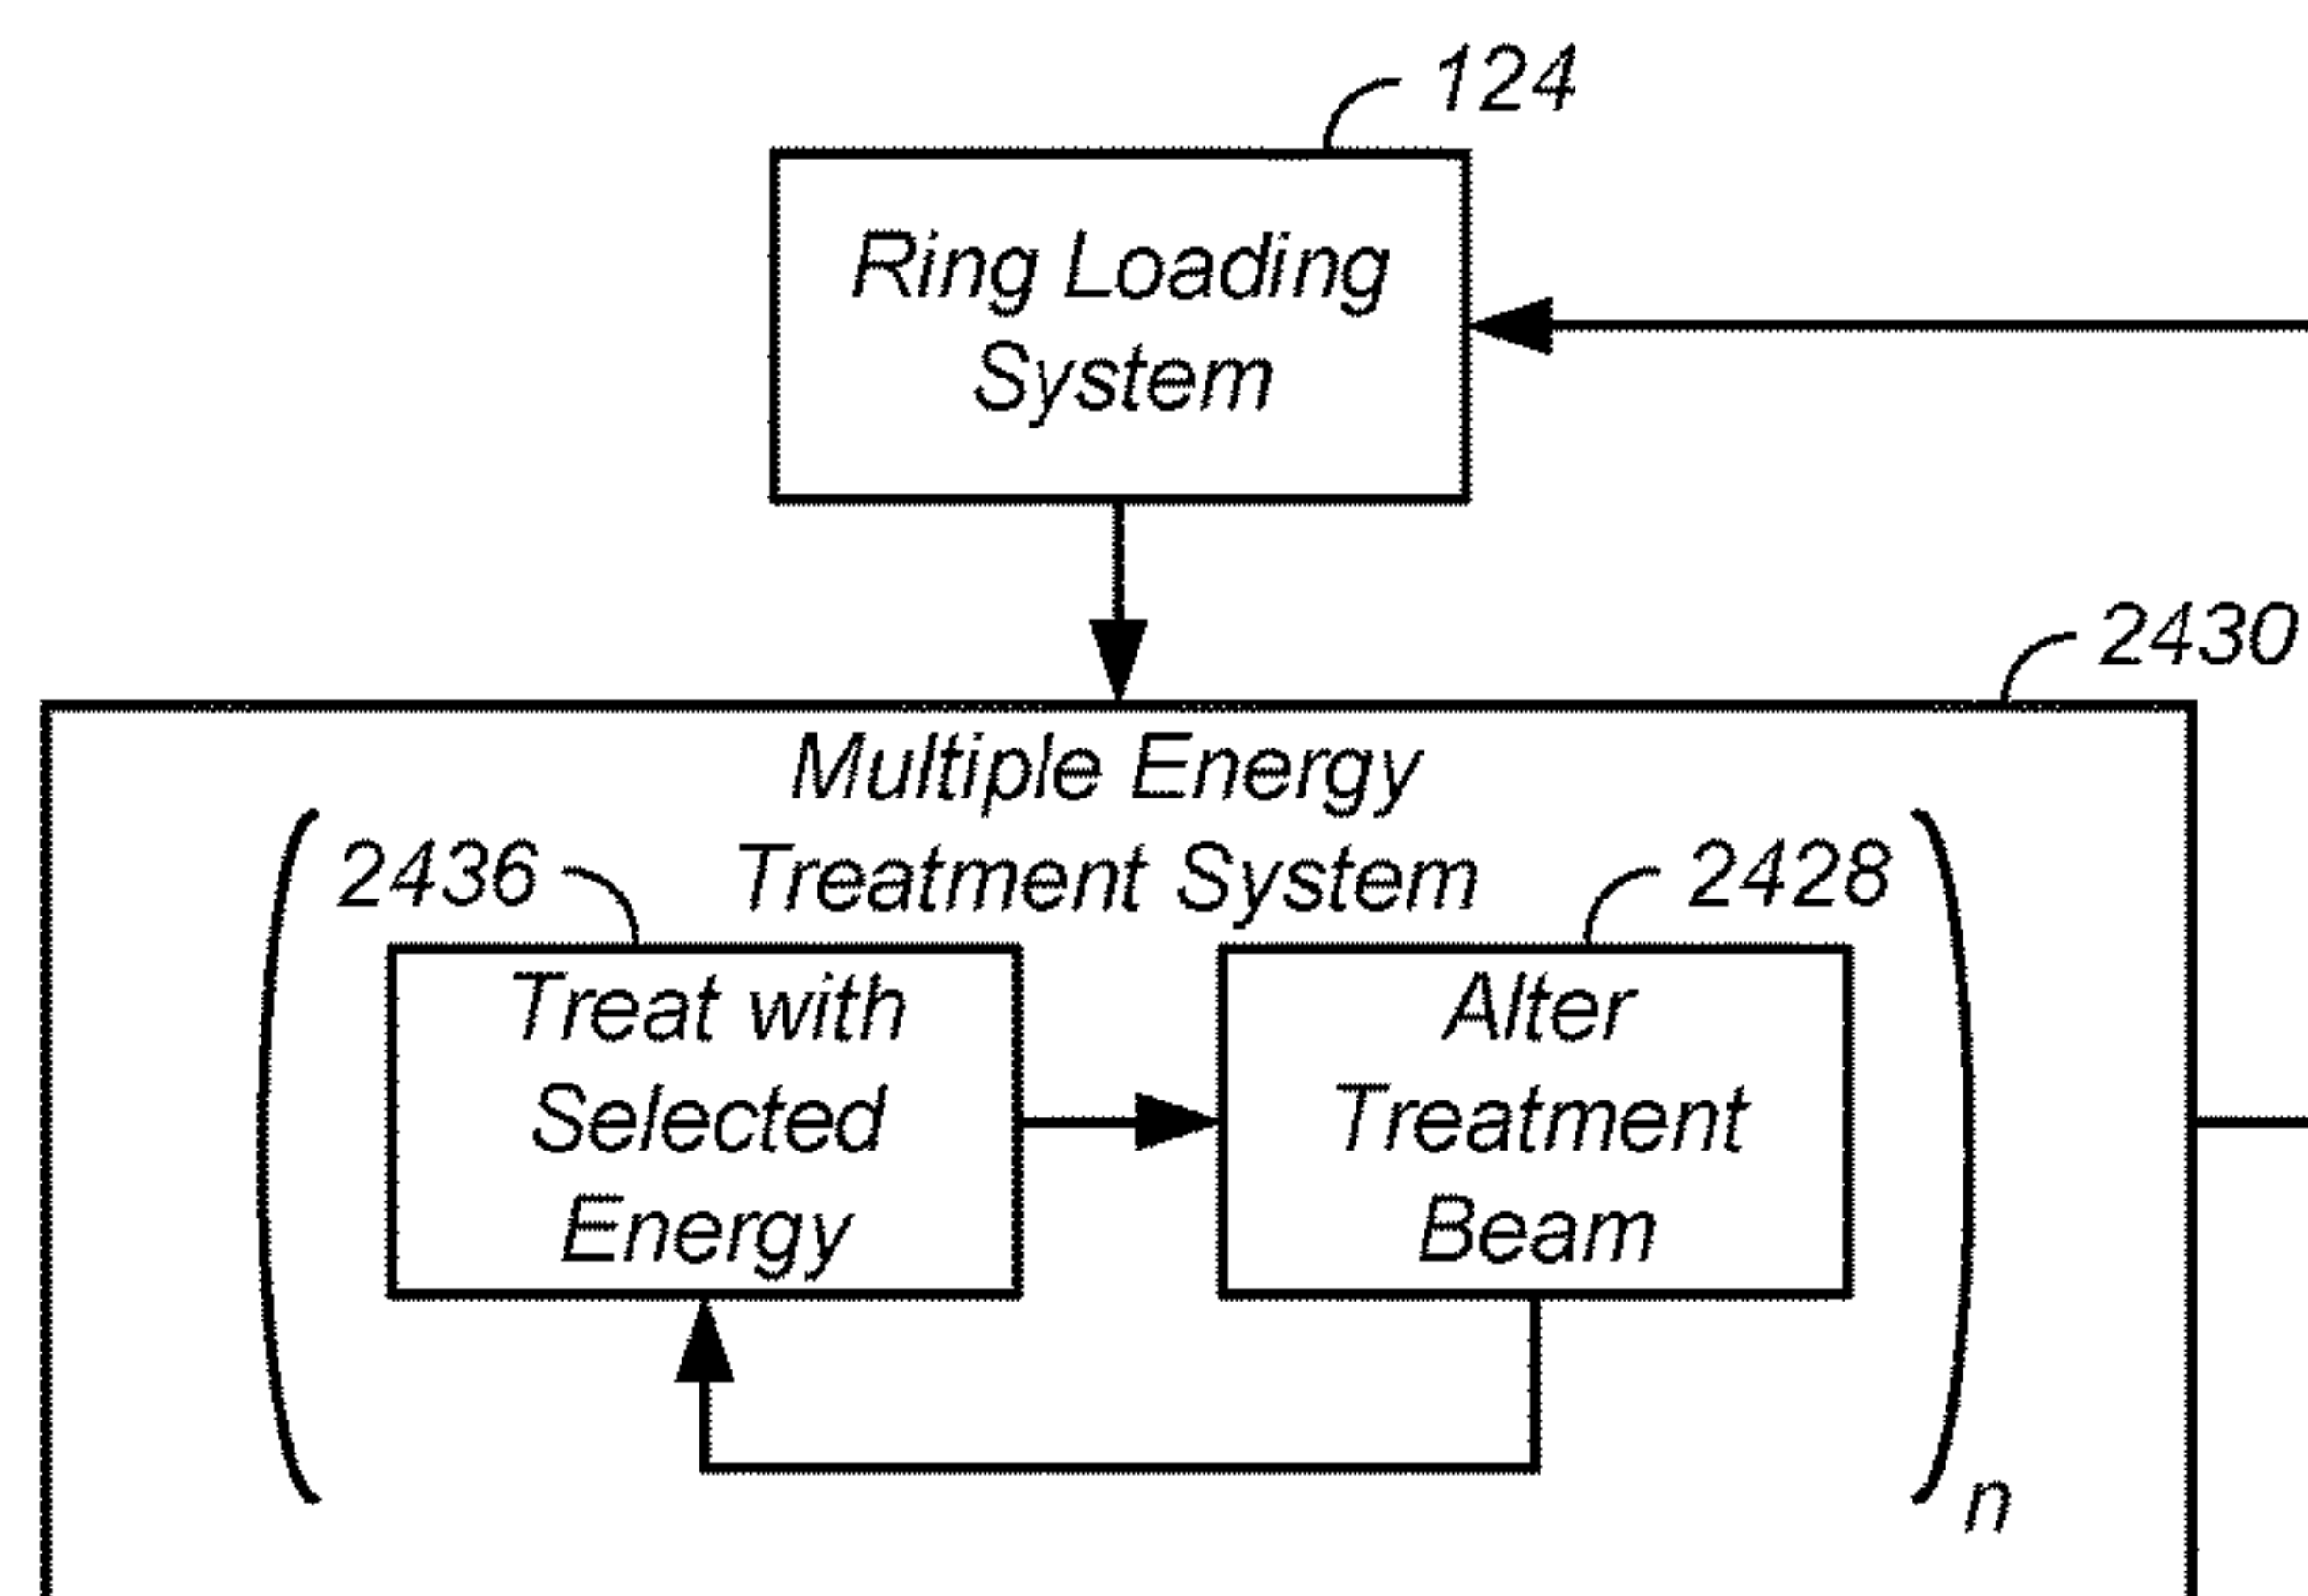 124
Ring Loading
System
2430
Multiple Energy
Treatment System
2436
2428
Treat with
Selected
Energy
Alter
Treatment
Beam
n